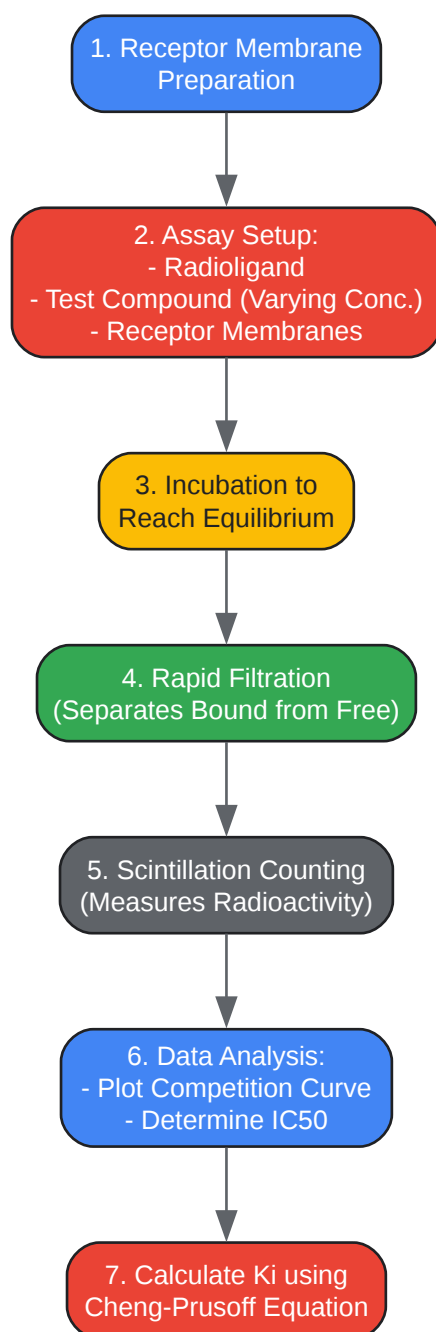 1. Receptor Membrane
Preparation
2. Assay Setup:
- Radioligand
- Test Compound (Varying Conc.)
- Receptor Membranes
3. Incubation to
Reach Equilibrium
4. Rapid Filtration
(Separates Bound from Free)
5. Scintillation Counting
(Measures Radioactivity)
6. Data Analysis:
- Plot Competition Curve
- Determine IC50
7. Calculate Ki using
Cheng-Prusoff Equation